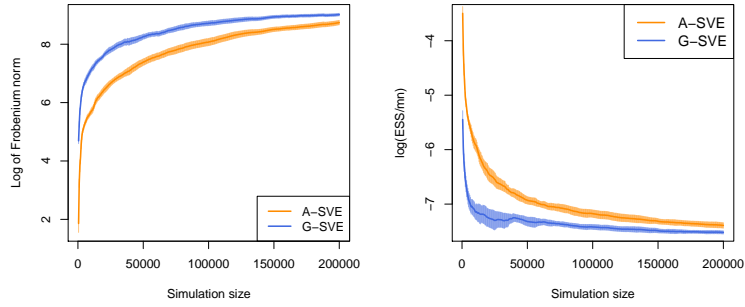 Log of Frobenium norm
8
6
4
2
A−SVE
G−SVE
0 50000 100000 150000 200000
Simulation size
log(ESS/mn)
−4
−5
−6
−7
A−SVE
G−SVE
0 50000 100000 150000 200000
Simulation size